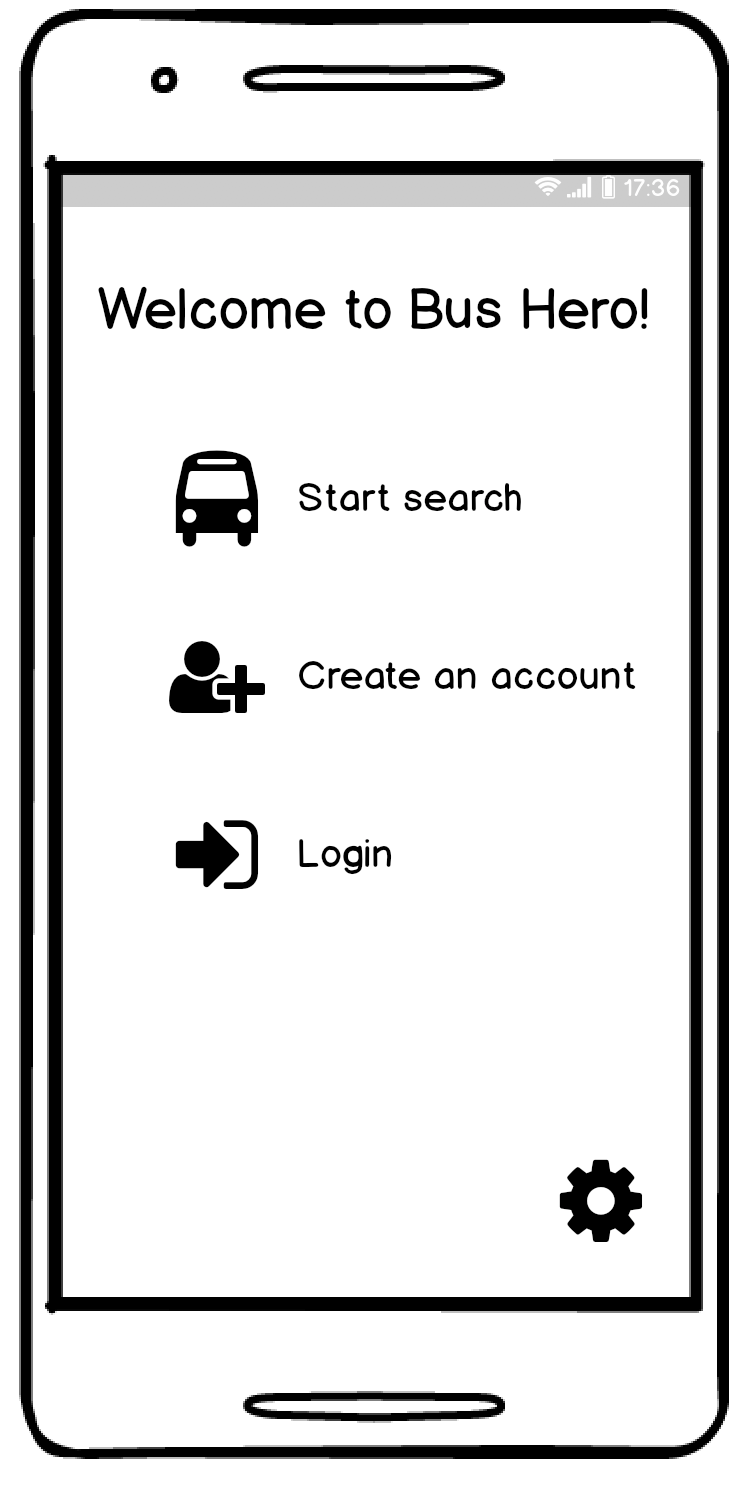 17:36
Welcome to Bus Hero!
Start search
Create an account
Login